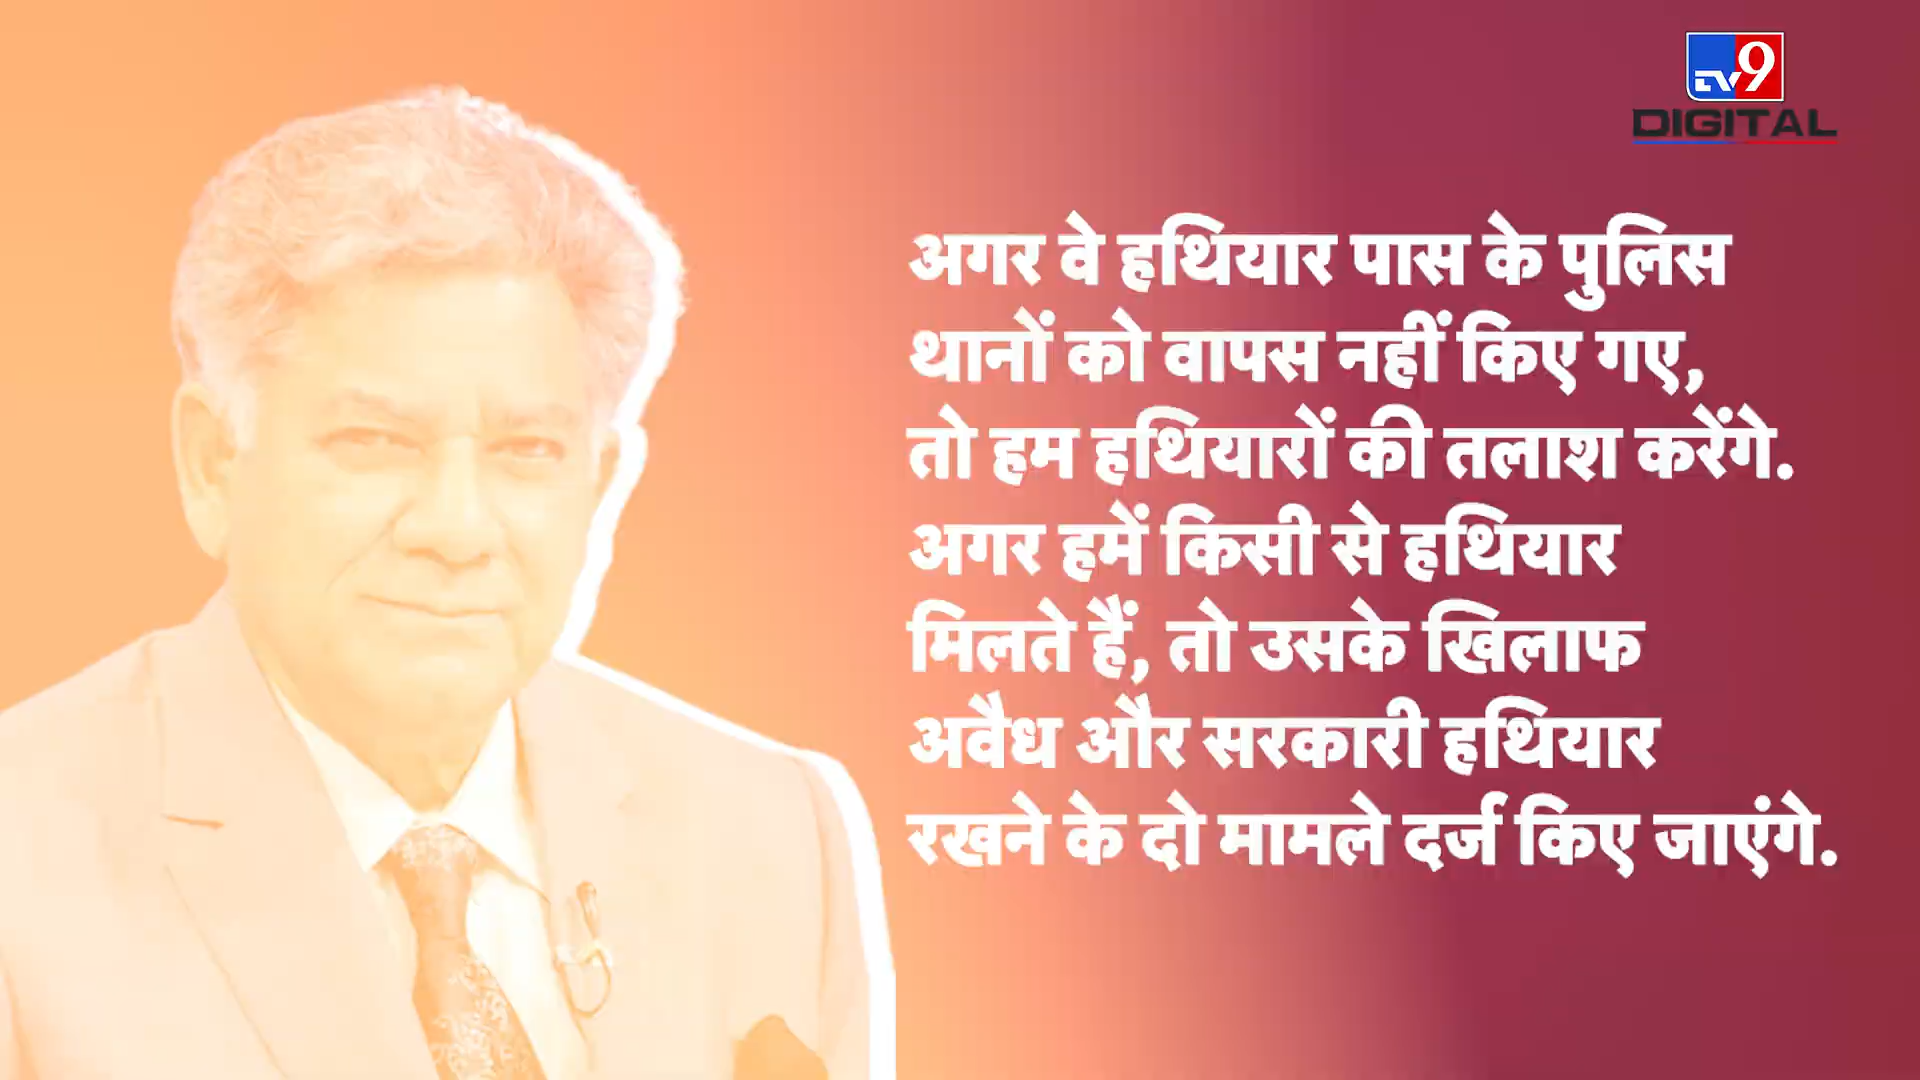 TV9
DIGITAL
अगर वे हथियार पास के पुलिस
थानों को वापस नहीं किए गए,
तो हम हथियारों की तलाश करेंगे.
अगर हमें किसी से हथियार
मिलते हैं, तो उसके खिलाफ
अवैध और सरकारी हथियार
रखने के दो मामले दर्ज किए जाएंगे.